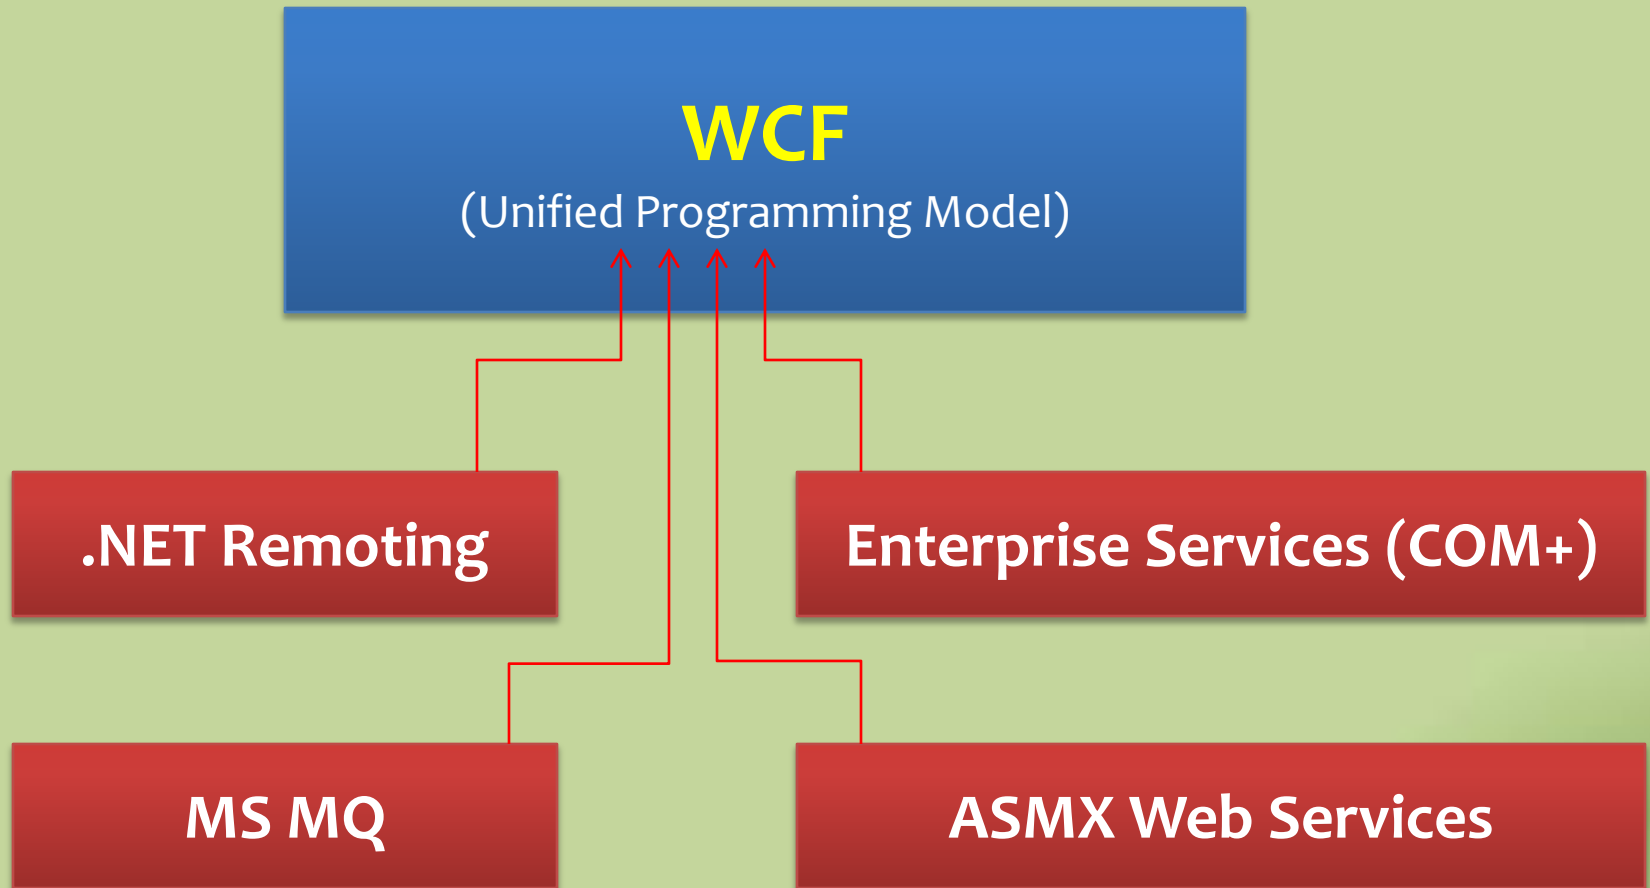 WCF
(Unified Programming Model)
.NET Remoting
Enterprise Services (COM+)
MS MQ
ASMX Web Services